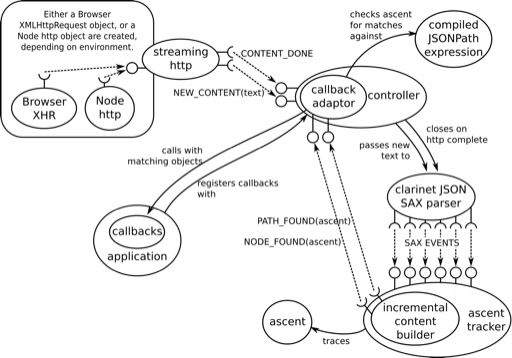 Either a Browser
XMLHttpRequest object, or a
Node http object are created,
depending on environment.
Browser
XHR
Node
http
streaming
http
CONTENT_DONE
NEW_CONTENT(text)
checks ascent
for matches
against
compiled
JSONPath
expression
callback
adaptor
controller
calls with
matching objects
registers callbacks
with
callbacks
application
passes new
text to
closes on
http complete
clarinet JSON
SAX parser
SAX EVENTS
PATH_FOUND(ascent)
NODE_FOUND(ascent)
incremental
content
builder
ascent
tracker
traces
ascent